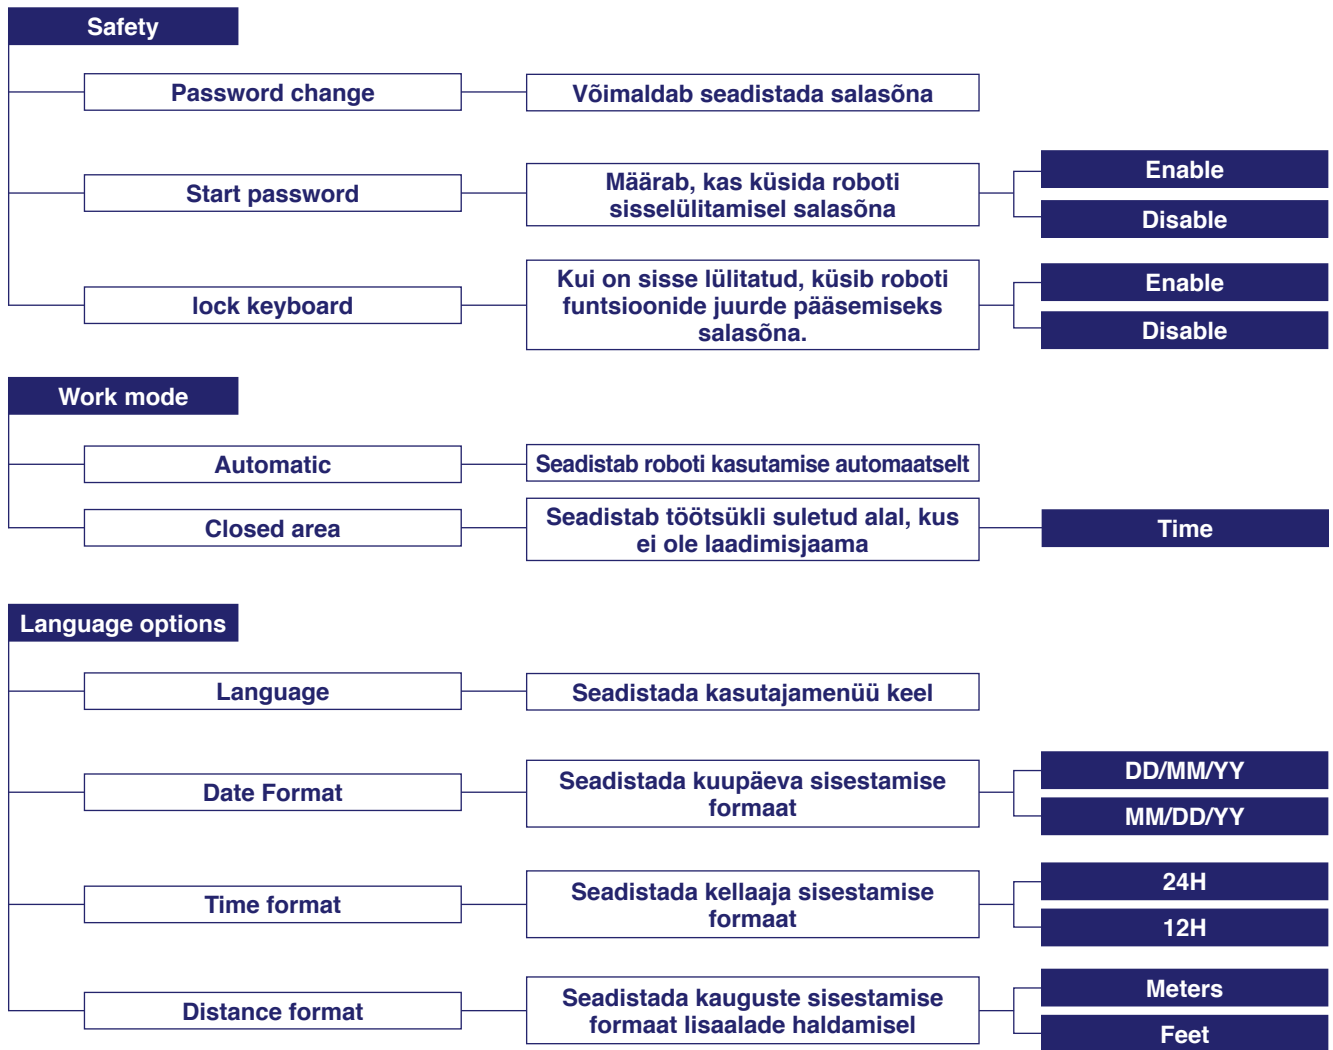 Safety
Password change
Võimaldab seadistada salasõna
Start password
Määrab, kas küsida roboti
sisselülitamisel salasõna
Enable
Disable
lock keyboard
Kui on sisse lülitatud, küsib roboti
funtsioonide juurde pääsemiseks
salasõna.
Enable
Disable
Work mode
Automatic
Seadistab roboti kasutamise automaatselt
Closed area
Seadistab töötsükli suletud alal, kus
ei ole laadimisjaama
Time
Language options
Language
Seadistada kasutajamenüü keel
Date Format
Seadistada kuupäeva sisestamise
formaat
DD/MM/YY
MM/DD/YY
Time format
Seadistada kellaaja sisestamise
formaat
24H
12H
Distance format
Seadistada kauguste sisestamise
formaat lisaalade haldamisel
Meters
Feet